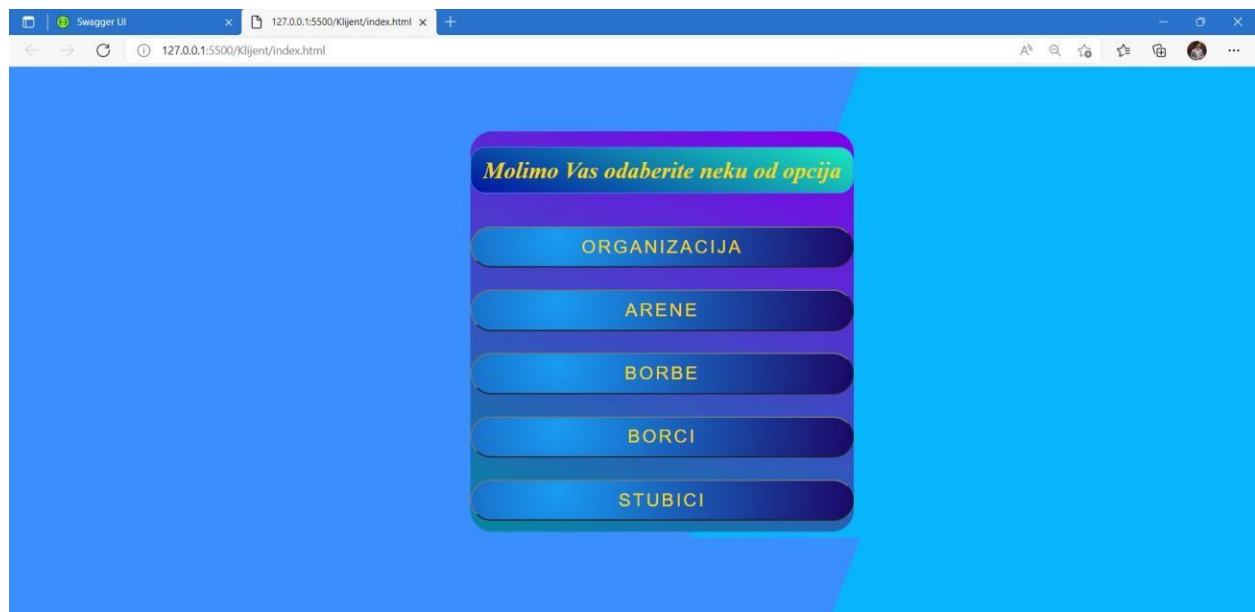 Swagger UI
127.0.0.1:5500/Klijent/index.html
127.0.0.1:5500/Klijent/index.html
Molimo Vas odaberite neku od opcija
ORGANIZACIJA
ARENE
BORBE
BORCI
STUBICI